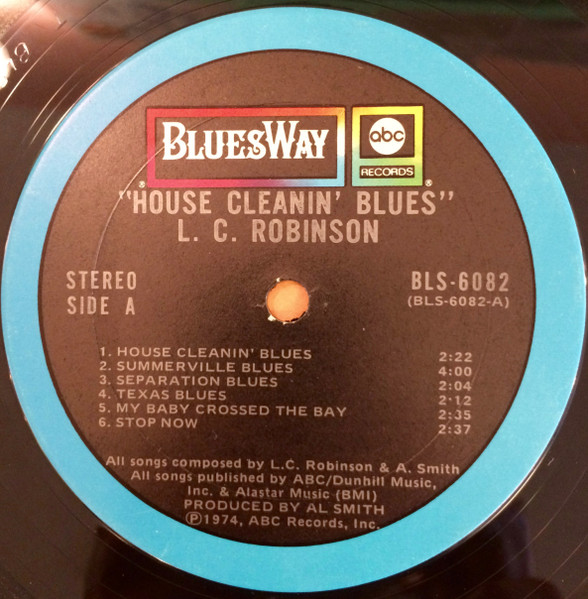 BLUESWAY
abc
RECORDS
® ®
"HOUSE CLEANIN' BLUES"
L. C. ROBINSON
STEREO BLS-6082
SIDE A (BLS-6082-A)
1. HOUSE CLEANIN' BLUES 2:22
2. SUMMERVILLE BLUES 4:00
3. SEPARATION BLUES 2:04
4. TEXAS BLUES 2:12
5. MY BABY CROSSED THE BAY 2:35
6. STOP NOW 2:37
All songs composed by L.C. Robinson & A. Smith
All songs published by ABC/Dunhill Music,
Inc. & Alastar Music (BMI)
PRODUCED BY AL SMITH
Ⓟ1974, ABC Records, Inc.